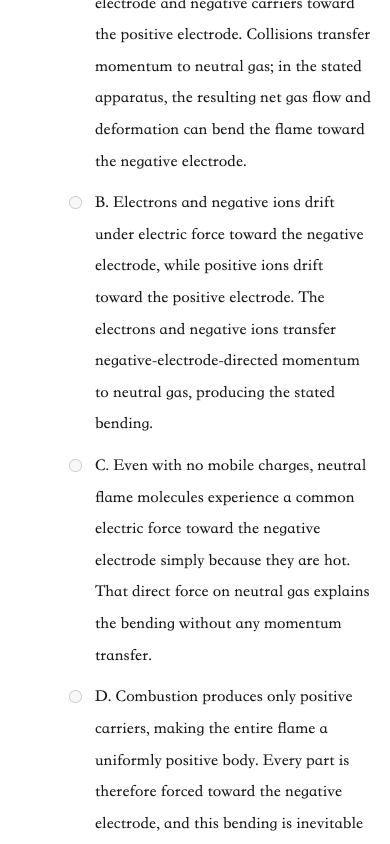 electrode and negative carriers toward
the positive electrode. Collisions transfer
momentum to neutral gas; in the stated
apparatus, the resulting net gas flow and
deformation can bend the flame toward
the negative electrode.
B. Electrons and negative ions drift
under electric force toward the negative
electrode, while positive ions drift
toward the positive electrode. The
electrons and negative ions transfer
negative-electrode-directed momentum
to neutral gas, producing the stated
bending.
C. Even with no mobile charges, neutral
flame molecules experience a common
electric force toward the negative
electrode simply because they are hot.
That direct force on neutral gas explains
the bending without any momentum
transfer.
D. Combustion produces only positive
carriers, making the entire flame a
uniformly positive body. Every part is
therefore forced toward the negative
electrode, and this bending is inevitable